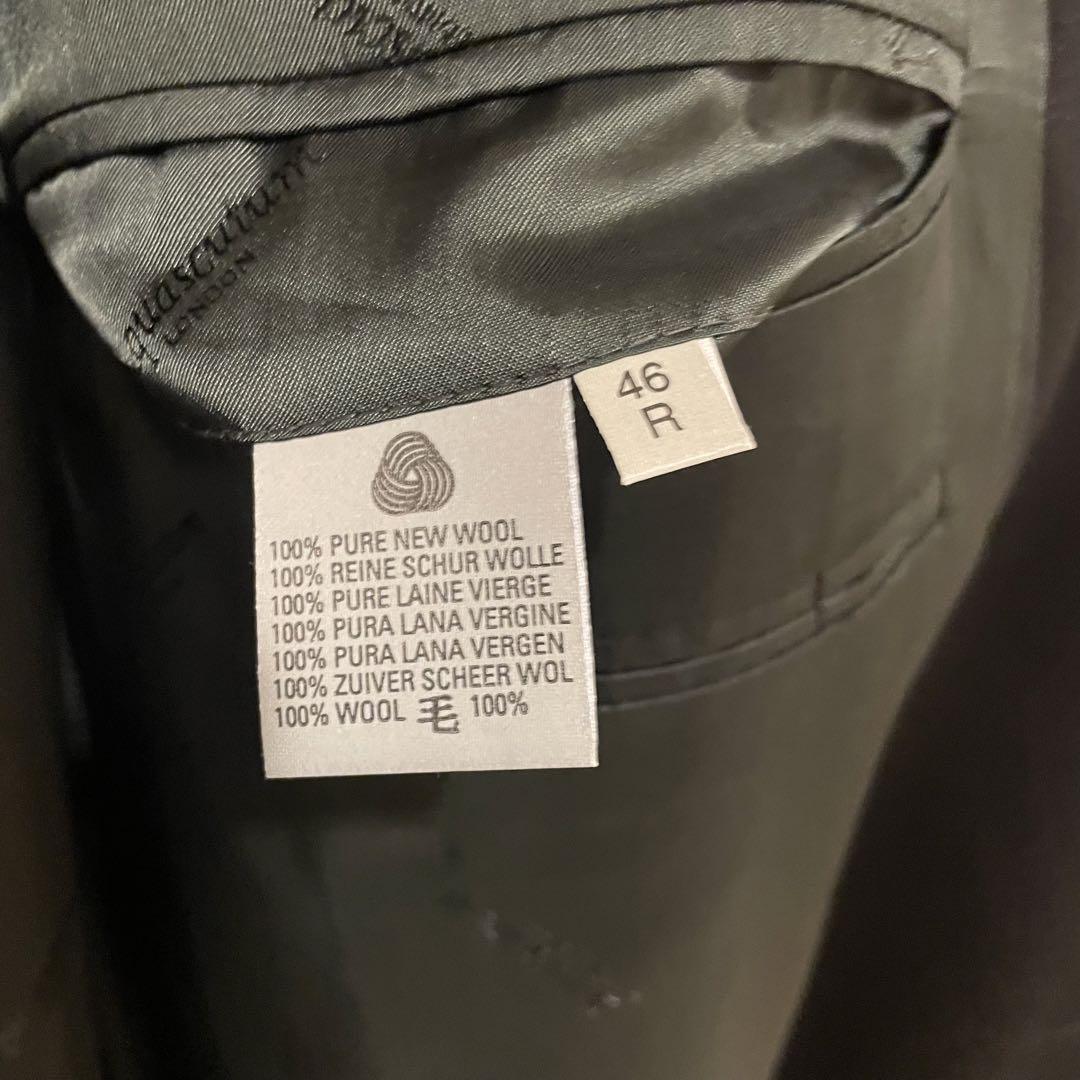 quascutum
LONDON
46
R
100% PURE NEW WOOL
100% REINE SCHUR WOLLE
100% PURE LAINE VIERGE
100% PURA LANA VERGINE
100% PURA LANA VERGEN
100% ZUIVER SCHEER WOL
100% WOOL 毛 100%